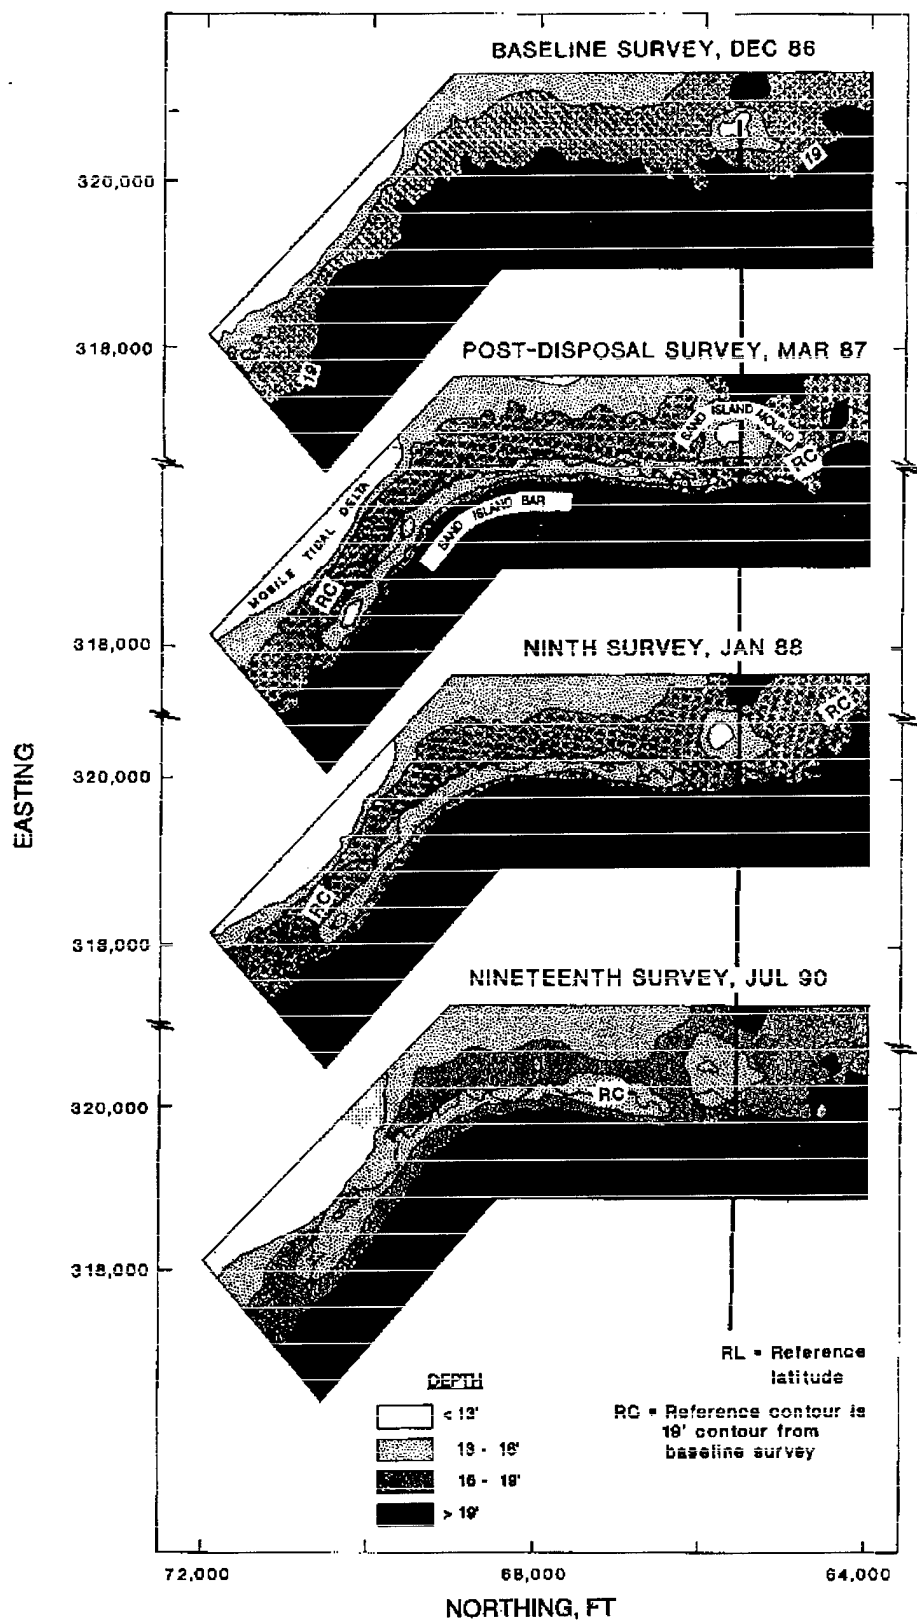 BASELINE SURVEY, DEC 86
320,000
19
318,000
19
POST-DISPOSAL SURVEY, MAR 87
SAND ISLAND MOUND
RC
MOBILE TIDAL DELTA
SAND ISLAND BAR
RC
318,000
NINTH SURVEY, JAN 88
RC
EASTING
320,000
RC
318,000
NINETEENTH SURVEY, JUL 90
320,000
RC
318,000
RL = Reference
latitude
DEPTH
< 13'
13 - 16'
16 - 19'
> 19'
RC = Reference contour is
19' contour from
baseline survey
72,000
68,000
64,000
NORTHING, FT